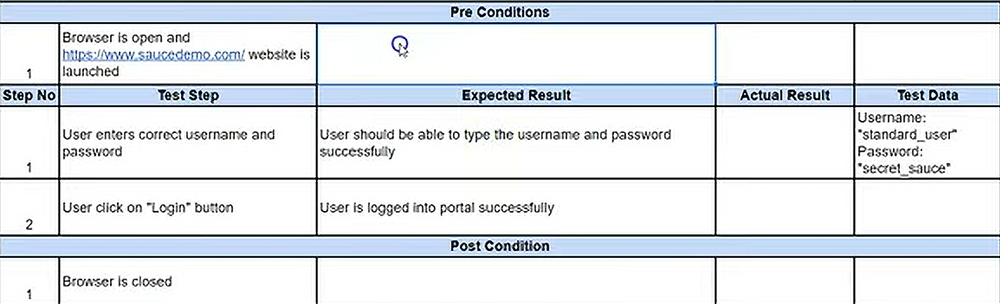 Pre Conditions
Browser is open and
https://www.saucedemo.com/ website is
launched
1
Step No Test Step Expected Result Actual Result Test Data
User enters correct username and
password
1
User should be able to type the username and password
successfully
Username:
"standard_user"
Password:
"secret_sauce"
User click on "Login" button
2
User is logged into portal successfully
Post Condition
Browser is closed
1